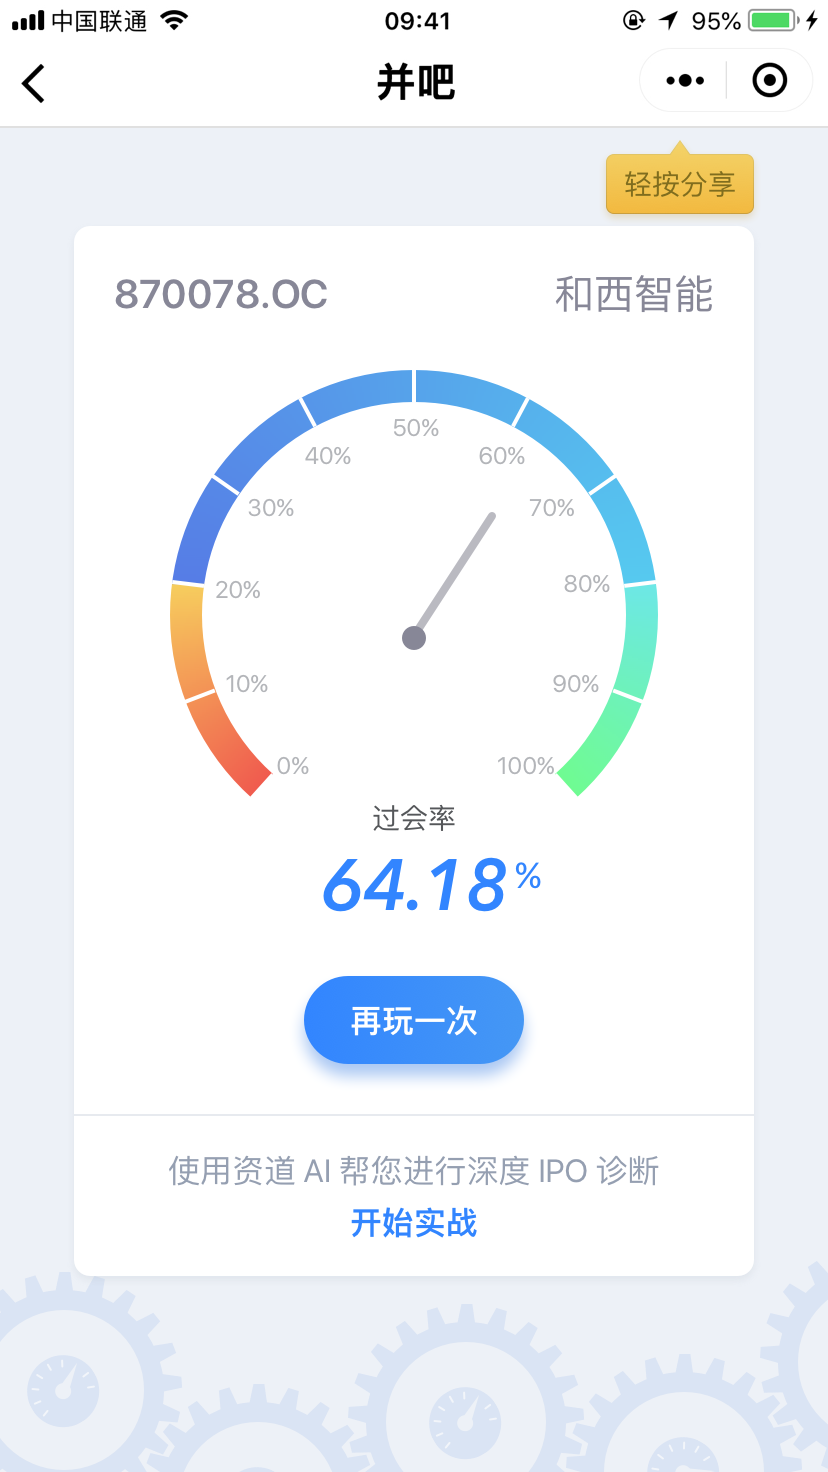 中国联通 09:41 95%
并吧
轻按分享
870078.OC 和西智能
50%
40% 60%
30% 70%
20% 80%
10% 90%
0% 100%
过会率
64.18%
再玩一次
使用资道 AI 帮您进行深度 IPO 诊断
开始实战